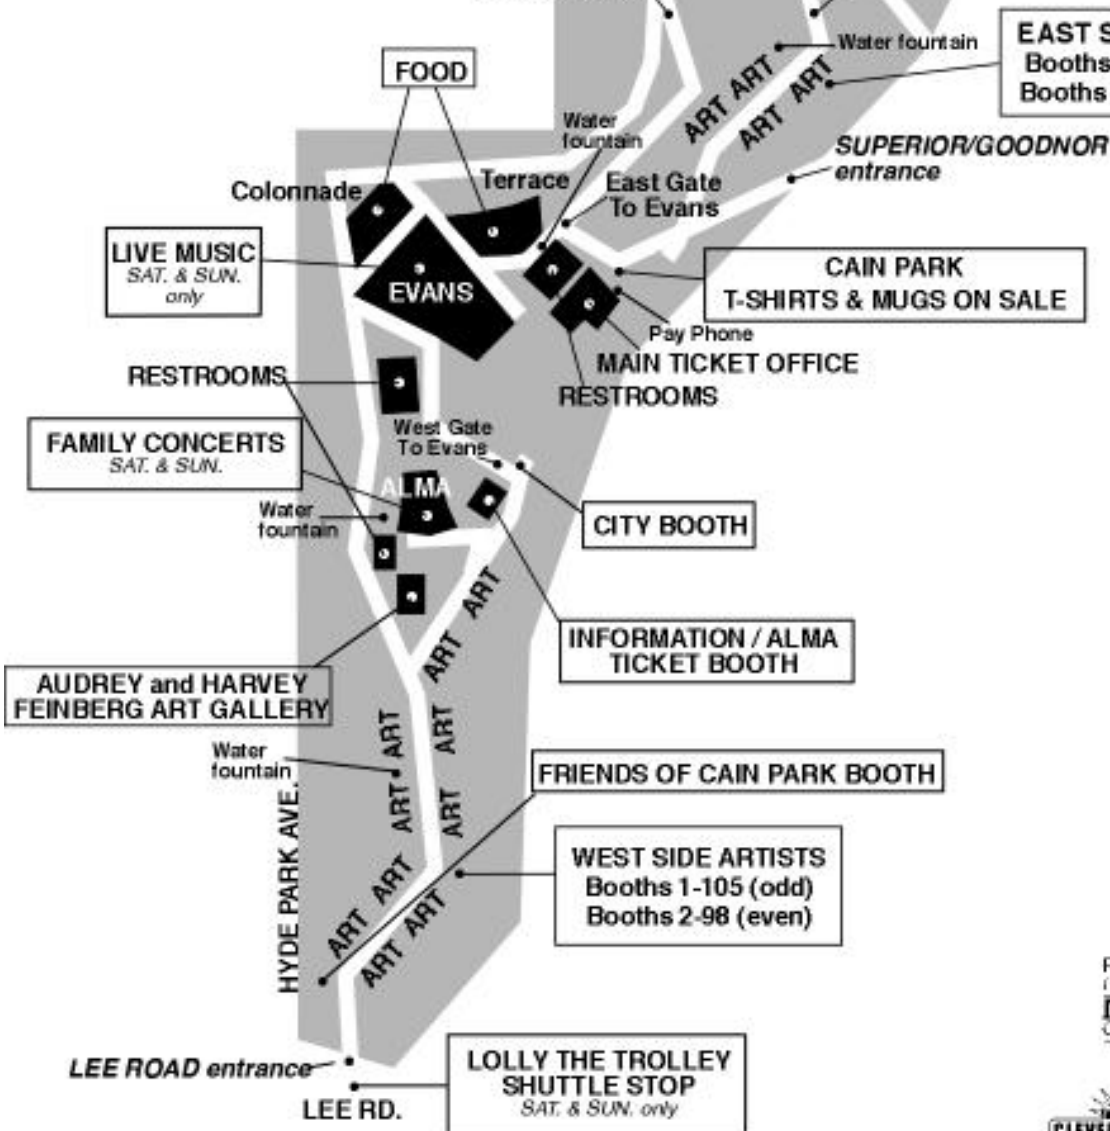 Water fountain
EAST S
Booths
Booths
FOOD
ART ART
ART ART
Water
fountain
SUPERIOR/GOODNOR
entrance
Colonnade
Terrace
East Gate
To Evans
LIVE MUSIC
SAT. & SUN.
only
EVANS
CAIN PARK
T-SHIRTS & MUGS ON SALE
Pay Phone
MAIN TICKET OFFICE
RESTROOMS
RESTROOMS
West Gate
To Evans
FAMILY CONCERTS
SAT. & SUN.
ALMA
Water
fountain
CITY BOOTH
ART ART
INFORMATION / ALMA
TICKET BOOTH
AUDREY and HARVEY
FEINBERG ART GALLERY
ART ART
ART ART
Water
fountain
FRIENDS OF CAIN PARK BOOTH
HYDE PARK AVE.
WEST SIDE ARTISTS
Booths 1-105 (odd)
Booths 2-98 (even)
ART ART
ART ART
LEE ROAD entrance
LOLLY THE TROLLEY
SHUTTLE STOP
SAT. & SUN. only
LEE RD.